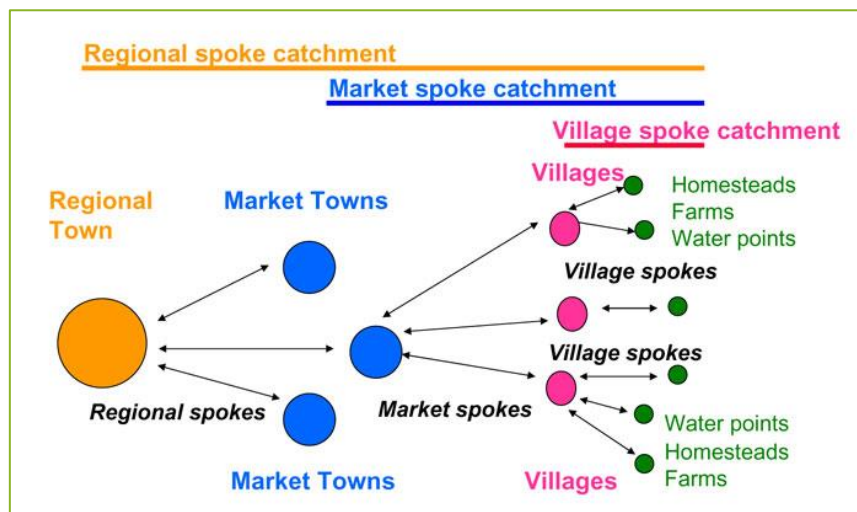 Regional spoke catchment
Market spoke catchment
Village spoke catchment
Villages
Regional
Town
Market Towns
Homesteads
Farms
Water points
Village spokes
Village spokes
Regional spokes
Market spokes
Water points
Homesteads
Farms
Market Towns
Villages